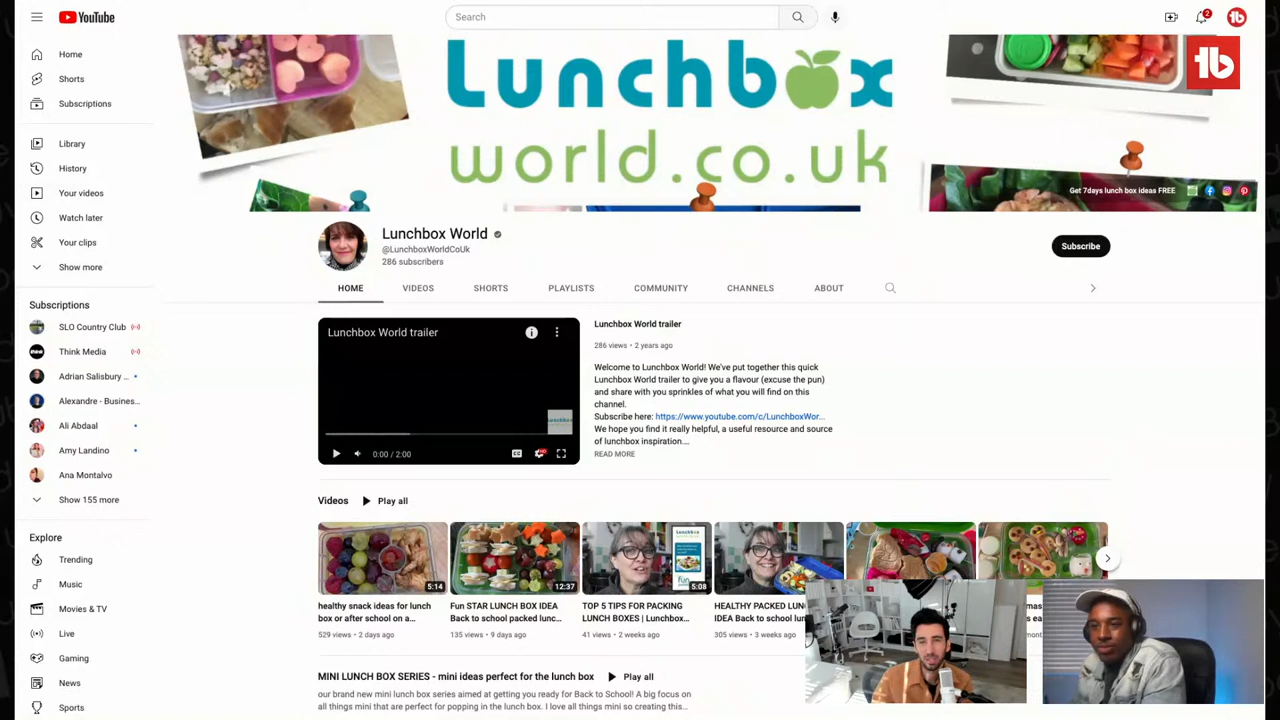 YouTube
Search
2
Home
Shorts
Subscriptions
Library
History
Your videos
Watch later
Your clips
Show more
Subscriptions
SLO Country Club
Think Media
Adrian Salisbury ...
Alexandre - Busines...
Ali Abdaal
Amy Landino
Ana Montalvo
Show 155 more
Explore
Trending
Music
Movies & TV
Live
Gaming
News
Sports
Lunchbox
world.co.uk
tb
Get 7days lunch box ideas FREE
Lunchbox World
@LunchboxWorldCoUk
286 subscribers
Subscribe
HOME VIDEOS SHORTS PLAYLISTS COMMUNITY CHANNELS ABOUT
Lunchbox World trailer
0:00 / 2:00
Lunchbox World trailer
286 views • 2 years ago
Welcome to Lunchbox World! We've put together this quick
Lunchbox World trailer to give you a flavour (excuse the pun)
and share with you sprinkles of what you will find on this
channel.
Subscribe here: https://www.youtube.com/c/LunchboxWor...
We hope you find it really helpful, a useful resource and source
of lunchbox inspiration....
READ MORE
Videos Play all
5:14
healthy snack ideas for lunch
box or after school on a...
529 views • 2 days ago
12:37
Fun STAR LUNCH BOX IDEA
Back to school packed lunc...
135 views • 9 days ago
Lunchbox
world.co.uk
fun
5:08
TOP 5 TIPS FOR PACKING
LUNCH BOXES | Lunchbox...
41 views • 2 weeks ago
HEALTHY PACKED LUN
IDEA Back to school lun
305 views • 3 weeks ago
MINI LUNCH BOX SERIES - mini ideas perfect for the lunch box Play all
our brand new mini lunch box series aimed at getting you ready for Back to School! A big focus on
all things mini that are perfect for popping in the lunch box. I love all things mini so creating this...